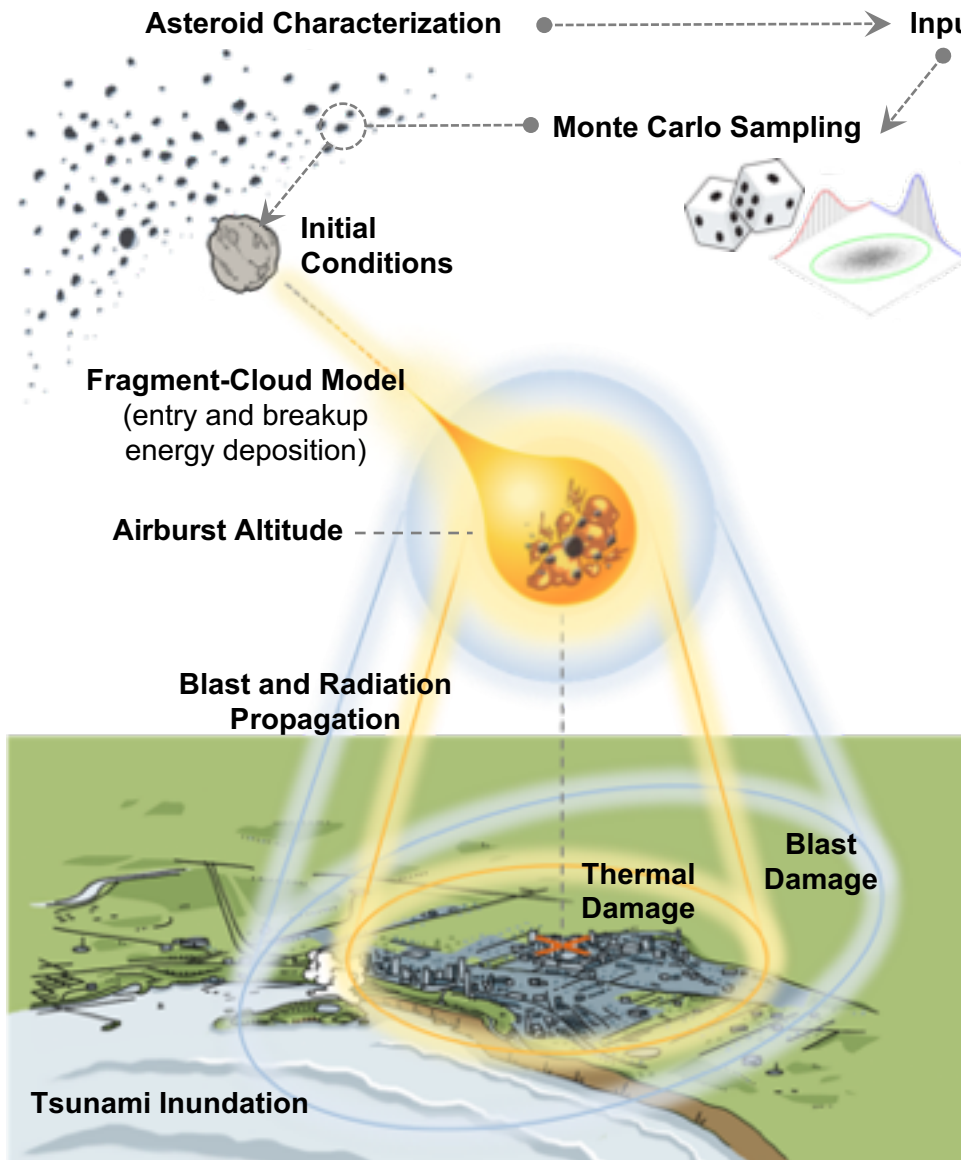 Asteroid Characterization
Inpu
Monte Carlo Sampling
Initial
Conditions
Fragment-Cloud Model
(entry and breakup
energy deposition)
Airburst Altitude
Blast and Radiation
Propagation
Blast
Damage
Thermal
Damage
Tsunami Inundation